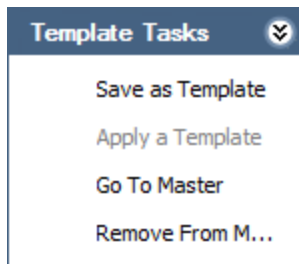 Template Tasks
Save as Template
Apply a Template
Go To Master
Remove From M...